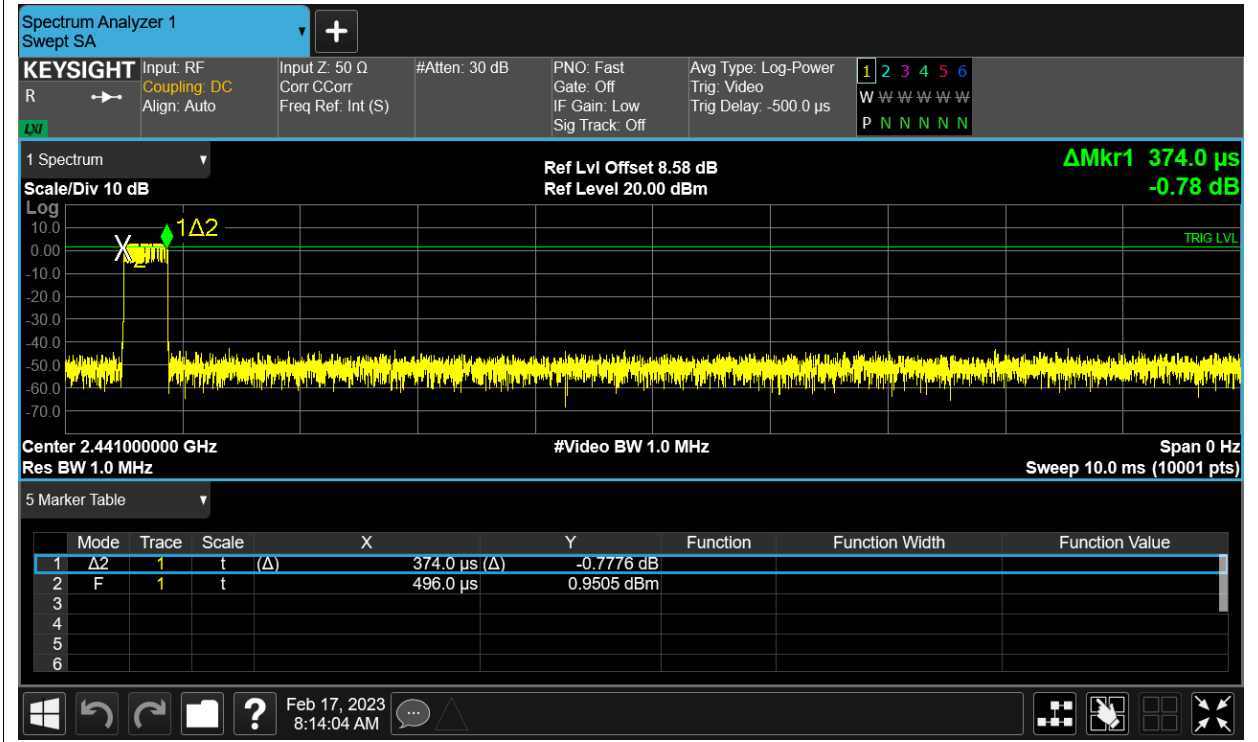 Spectrum Analyzer 1
Swept SA
+
KEYSIGHT
R
LXI
Input: RF
Coupling: DC
Align: Auto
Input Z: 50 Ω
Corr CCorr
Freq Ref: Int (S)
#Atten: 30 dB
PNO: Fast
Gate: Off
IF Gain: Low
Sig Track: Off
Avg Type: Log-Power
Trig: Video
Trig Delay: -500.0 µs
1 2 3 4 5 6
W W W W W W
P N N N N N
1 Spectrum
Scale/Div 10 dB
Ref Lvl Offset 8.58 dB
Ref Level 20.00 dBm
ΔMkr1 374.0 µs
-0.78 dB
Log
10.0
0.00
-10.0
-20.0
-30.0
-40.0
-50.0
-60.0
-70.0
X
2
1Δ2
TRIG LVL
Center 2.441000000 GHz
#Video BW 1.0 MHz
Span 0 Hz
Res BW 1.0 MHz
Sweep 10.0 ms (10001 pts)
5 Marker Table
Mode Trace Scale X Y Function Function Width Function Value
1 Δ2 1 t (Δ) 374.0 µs (Δ) -0.7776 dB
2 F 1 t 496.0 µs 0.9505 dBm
3
4
5
6
?
Feb 17, 2023
8:14:04 AM